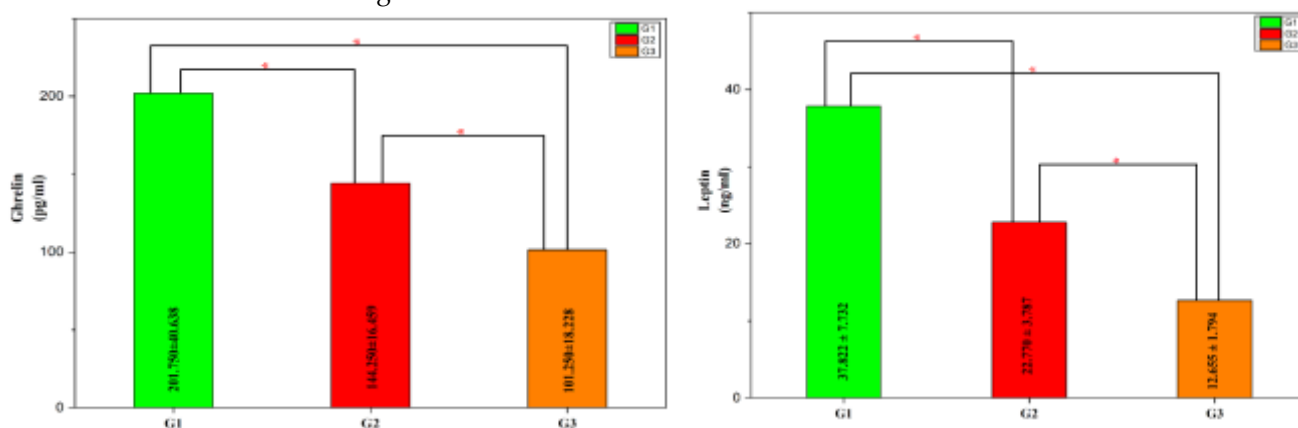 G1
G2
G3
Ghrelin
(pg/ml)
200
100
0
201.750±40.638
144.250±16.459
101.250±18.228
G1
G2
G3
G1
G2
G3
Leptin
(ng/ml)
40
20
0
37.822 ± 7.732
22.770 ± 3.787
12.655 ± 1.794
G1
G2
G3